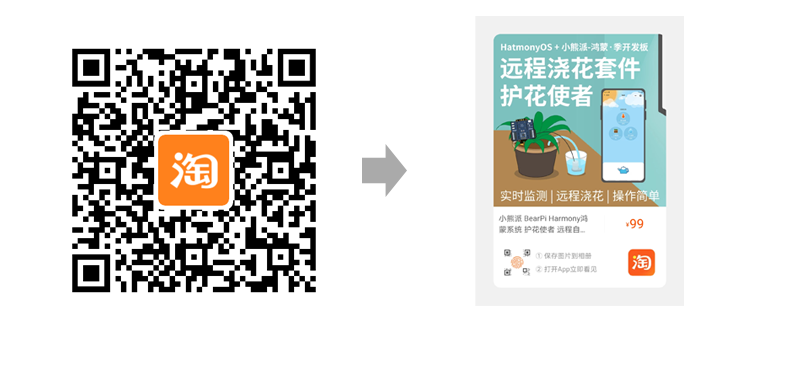 淘
HatmonyOS + 小熊派-鸿蒙·季开发板
远程浇花套件
护花使者
实时监测 | 远程浇花 | 操作简单
小熊派 BearPi Harmony鸿
蒙系统 护花使者 远程自...
¥99
① 保存图片到相册
② 打开App立即看见
淘